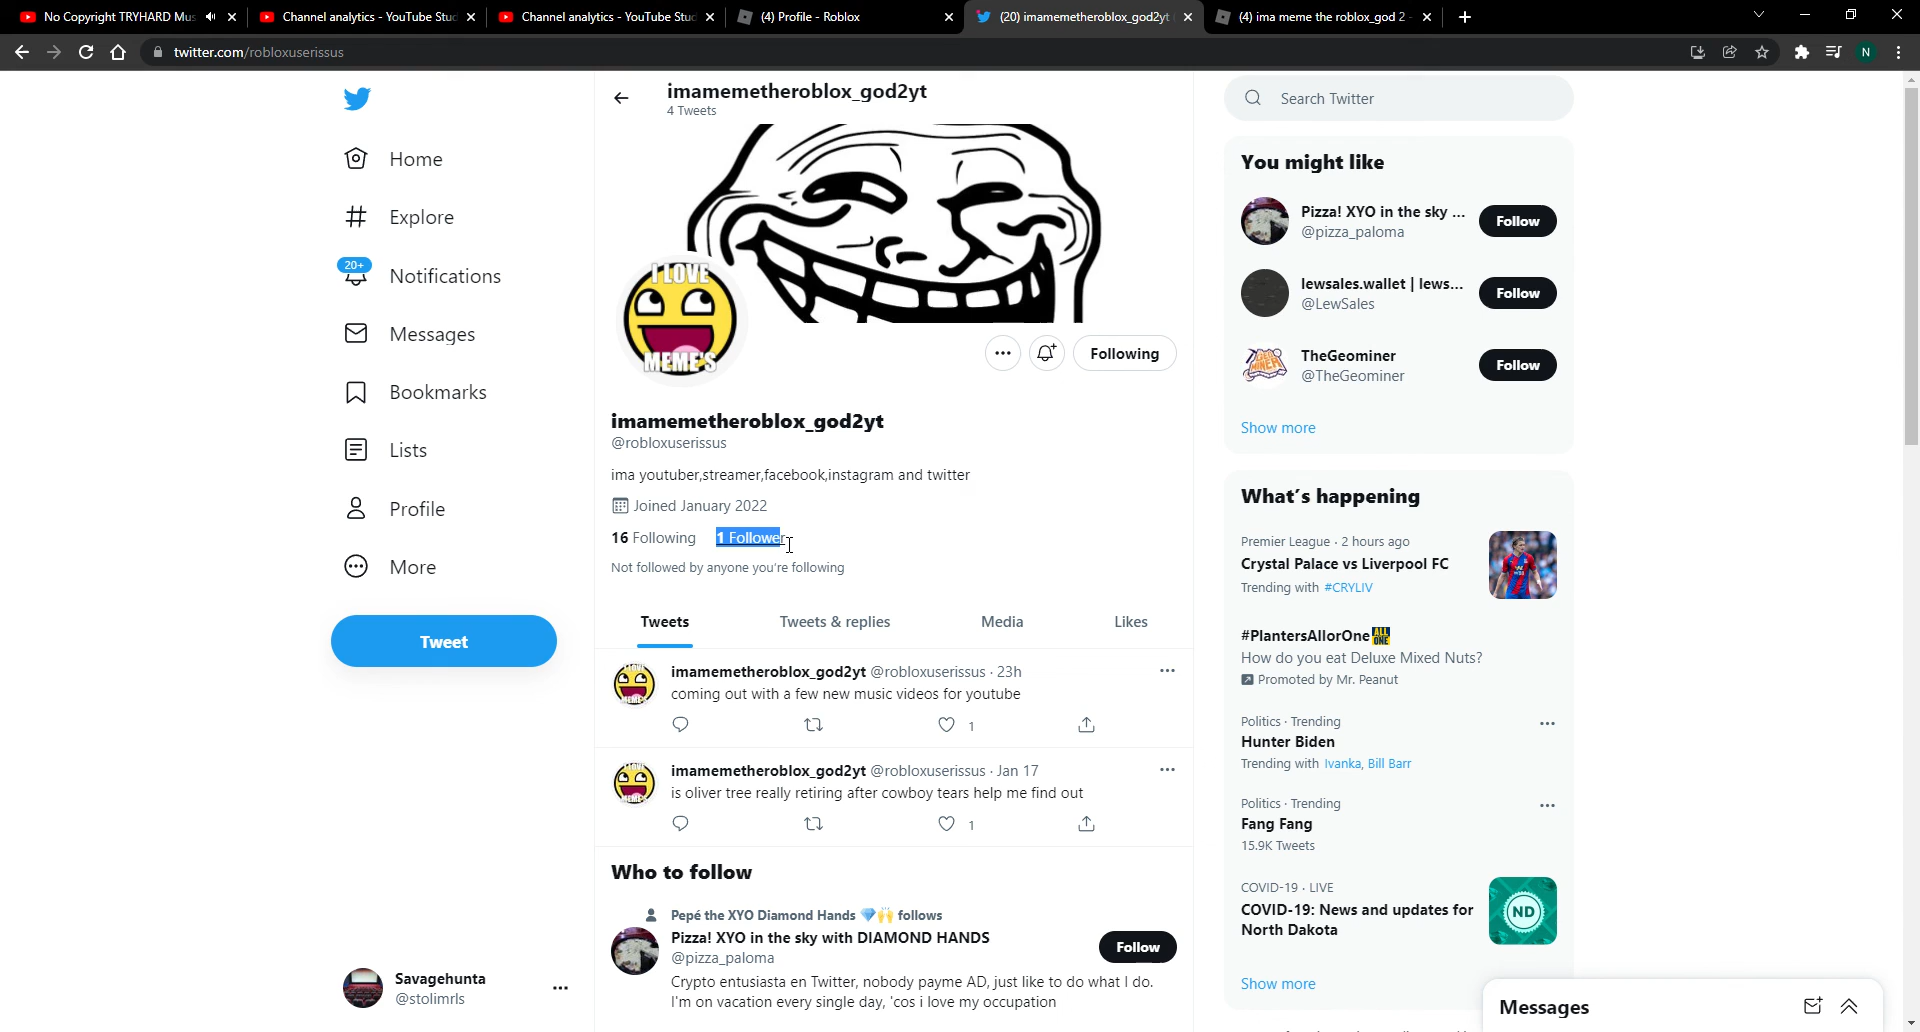 No Copyright TRYHARD Mus
Channel analytics - YouTube Stud
Channel analytics - YouTube Stud
(4) Profile - Roblox
(20) imamemetheroblox_god2yt
(4) ima meme the roblox_god 2 -
twitter.com/robloxuserissus
N
Home
Explore
20+
Notifications
Messages
Bookmarks
Lists
Profile
More
Tweet
Savagehunta
@stolimrls
imamemetheroblox_god2yt
4 Tweets
I LOVE
MEME'S
Following
imamemetheroblox_god2yt
@robloxuserissus
ima youtuber,streamer,facebook,instagram and twitter
Joined January 2022
16 Following 1 Follower
Not followed by anyone you're following
Tweets Tweets & replies Media Likes
imamemetheroblox_god2yt @robloxuserissus · 23h
coming out with a few new music videos for youtube
1
imamemetheroblox_god2yt @robloxuserissus · Jan 17
is oliver tree really retiring after cowboy tears help me find out
1
Who to follow
Pepé the XYO Diamond Hands 💎🙌 follows
Pizza! XYO in the sky with DIAMOND HANDS
@pizza_paloma
Follow
Crypto entusiasta en Twitter, nobody payme AD, just like to do what I do.
I'm on vacation every single day, 'cos i love my occupation
Search Twitter
You might like
Pizza! XYO in the sky ...
@pizza_paloma
Follow
lewsales.wallet | lews...
@LewSales
Follow
TheGeominer
@TheGeominer
Follow
Show more
What's happening
Premier League · 2 hours ago
Crystal Palace vs Liverpool FC
Trending with #CRYLIV
#PlantersAllorOne ALL ONE
How do you eat Deluxe Mixed Nuts?
Promoted by Mr. Peanut
Politics · Trending
Hunter Biden
Trending with Ivanka, Bill Barr
Politics · Trending
Fang Fang
15.9K Tweets
COVID-19 · LIVE
COVID-19: News and updates for
North Dakota
ND
Show more
Messages